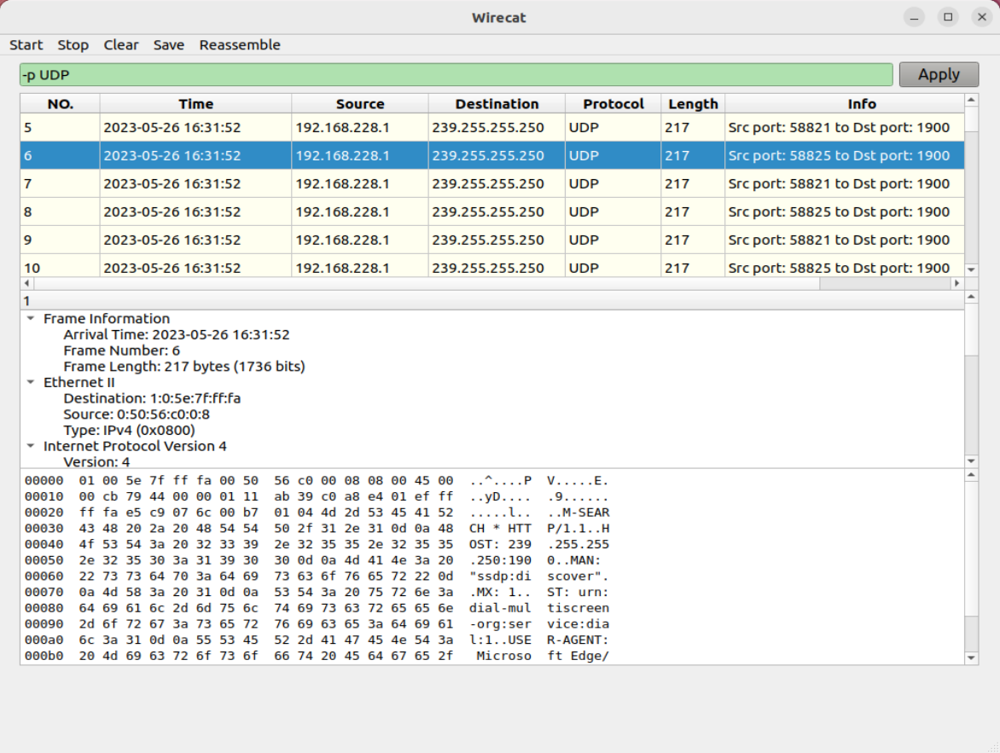 Wirecat
Start Stop Clear Save Reassemble
-p UDP Apply
NO. Time Source Destination Protocol Length Info
5 2023-05-26 16:31:52 192.168.228.1 239.255.255.250 UDP 217 Src port: 58821 to Dst port: 1900
6 2023-05-26 16:31:52 192.168.228.1 239.255.255.250 UDP 217 Src port: 58825 to Dst port: 1900
7 2023-05-26 16:31:52 192.168.228.1 239.255.255.250 UDP 217 Src port: 58821 to Dst port: 1900
8 2023-05-26 16:31:52 192.168.228.1 239.255.255.250 UDP 217 Src port: 58825 to Dst port: 1900
9 2023-05-26 16:31:52 192.168.228.1 239.255.255.250 UDP 217 Src port: 58821 to Dst port: 1900
10 2023-05-26 16:31:52 192.168.228.1 239.255.255.250 UDP 217 Src port: 58825 to Dst port: 1900
1
Frame Information
Arrival Time: 2023-05-26 16:31:52
Frame Number: 6
Frame Length: 217 bytes (1736 bits)
Ethernet II
Destination: 1:0:5e:7f:ff:fa
Source: 0:50:56:c0:0:8
Type: IPv4 (0x0800)
Internet Protocol Version 4
Version: 4
00000 01 00 5e 7f ff fa 00 50 56 c0 00 08 08 00 45 00 ..^....P V.....E.
00010 00 cb 79 44 00 00 01 11 ab 39 c0 a8 e4 01 ef ff ..yD.... .9......
00020 ff fa e5 c9 07 6c 00 b7 01 04 4d 2d 53 45 41 52 .....l.. ..M-SEAR
00030 43 48 20 2a 20 48 54 54 50 2f 31 2e 31 0d 0a 48 CH * HTT P/1.1..H
00040 4f 53 54 3a 20 32 33 39 2e 32 35 35 2e 32 35 35 OST: 239 .255.255
00050 2e 32 35 30 3a 31 39 30 30 0d 0a 4d 41 4e 3a 20 .250:190 0..MAN:
00060 22 73 73 64 70 3a 64 69 73 63 6f 76 65 72 22 0d "ssdp:di scover".
00070 0a 4d 58 3a 20 31 0d 0a 53 54 3a 20 75 72 6e 3a .MX: 1.. ST: urn:
00080 64 69 61 6c 2d 6d 75 6c 74 69 73 63 72 65 65 6e dial-mul tiscreen
00090 2d 6f 72 67 3a 73 65 72 76 69 63 65 3a 64 69 61 -org:ser vice:dia
000a0 6c 3a 31 0d 0a 55 53 45 52 2d 41 47 45 4e 54 3a l:1..USE R-AGENT:
000b0 20 4d 69 63 72 6f 73 6f 66 74 20 45 64 67 65 2f Microso ft Edge/